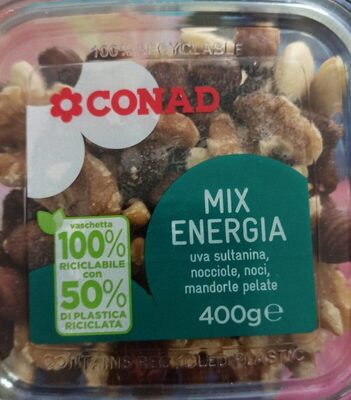 100% RECYCLABLE
CONAD
MIX
ENERGIA
uva sultanina,
nocciole, noci,
mandorle pelate
400g℮
vaschetta
100%
RICICLABILE
con
50%
DI PLASTICA
RICICLATA
CONTAINS RECYCLED PLASTIC